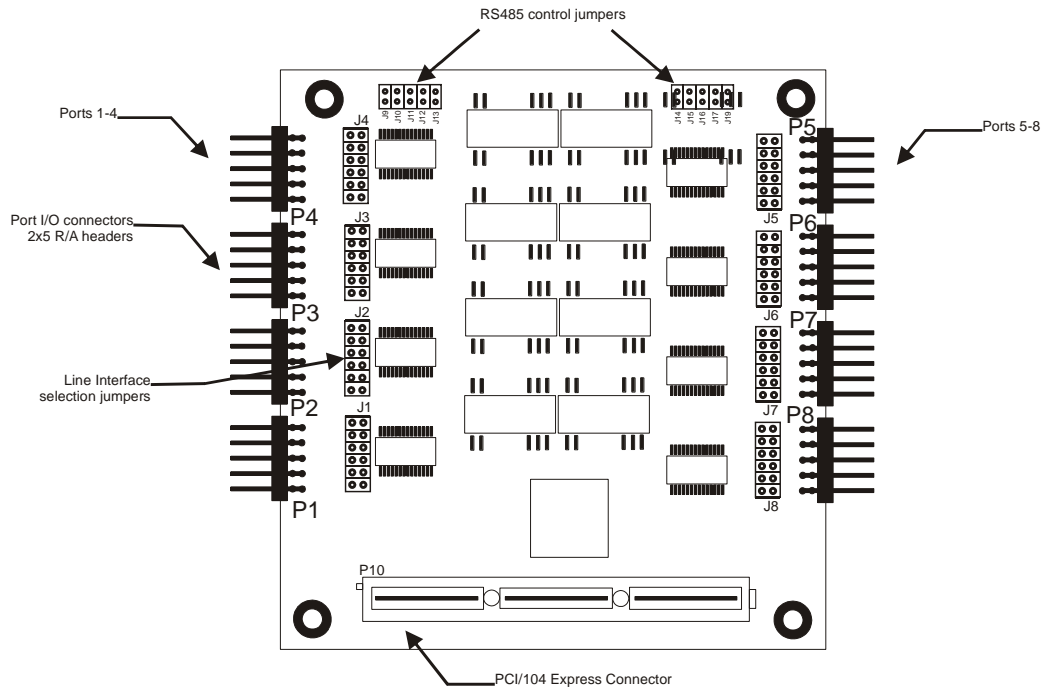 RS485 control jumpers
Ports 1-4
Ports 5-8
J9
J10
J11
J12
J13
J14
J15
J16
J17
J19
J4
P5
P4
J5
Port I/O connectors
2x5 R/A headers
J3
P6
P3
J6
J2
P7
Line Interface
selection jumpers
P2
J1
J7
P8
P1
J8
P10
PCI/104 Express Connector